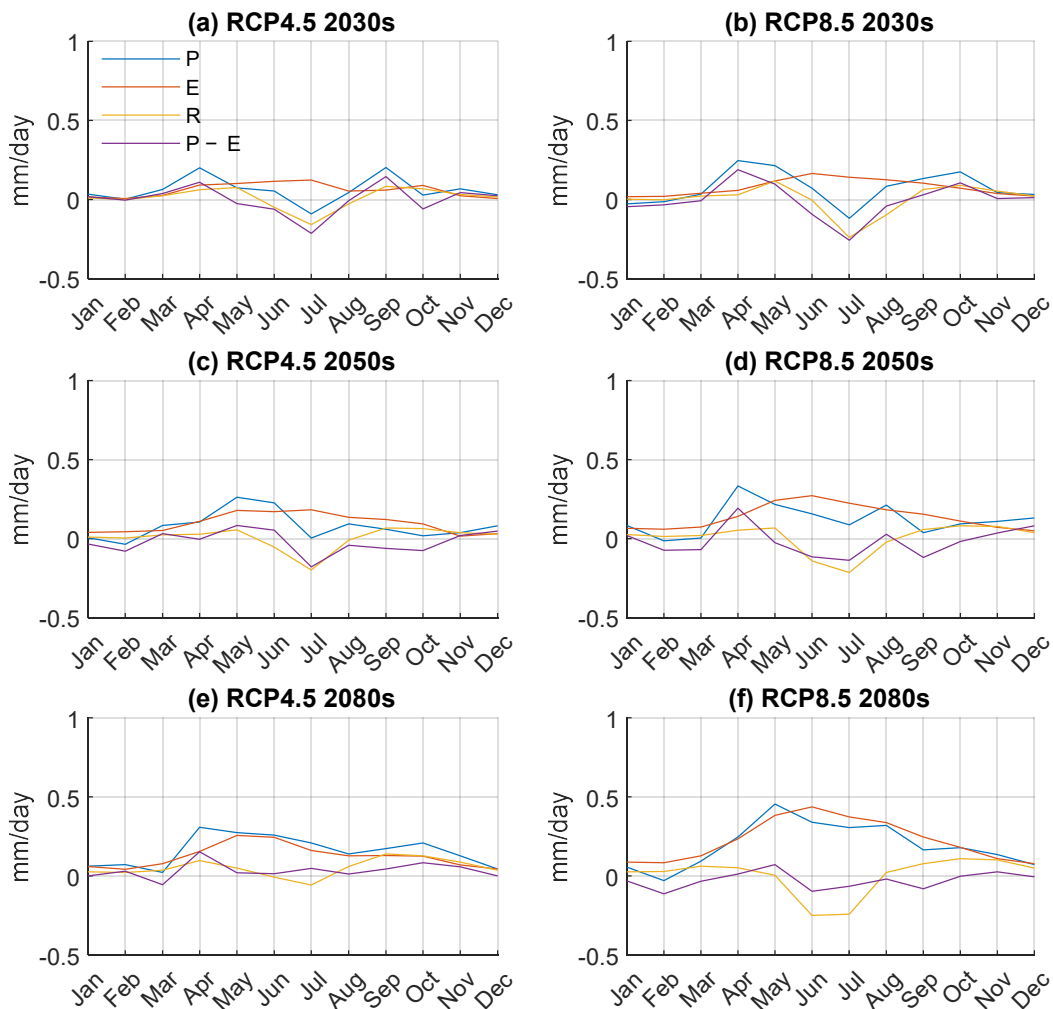 (a) RCP4.5 2030s
mm/day
1
0.5
0
-0.5
P
E
R
P − E
Jan Feb Mar Apr May Jun Jul Aug Sep Oct Nov Dec
(b) RCP8.5 2030s
mm/day
1
0.5
0
-0.5
Jan Feb Mar Apr May Jun Jul Aug Sep Oct Nov Dec
(c) RCP4.5 2050s
mm/day
1
0.5
0
-0.5
Jan Feb Mar Apr May Jun Jul Aug Sep Oct Nov Dec
(d) RCP8.5 2050s
mm/day
1
0.5
0
-0.5
Jan Feb Mar Apr May Jun Jul Aug Sep Oct Nov Dec
(e) RCP4.5 2080s
mm/day
1
0.5
0
-0.5
Jan Feb Mar Apr May Jun Jul Aug Sep Oct Nov Dec
(f) RCP8.5 2080s
mm/day
1
0.5
0
-0.5
Jan Feb Mar Apr May Jun Jul Aug Sep Oct Nov Dec